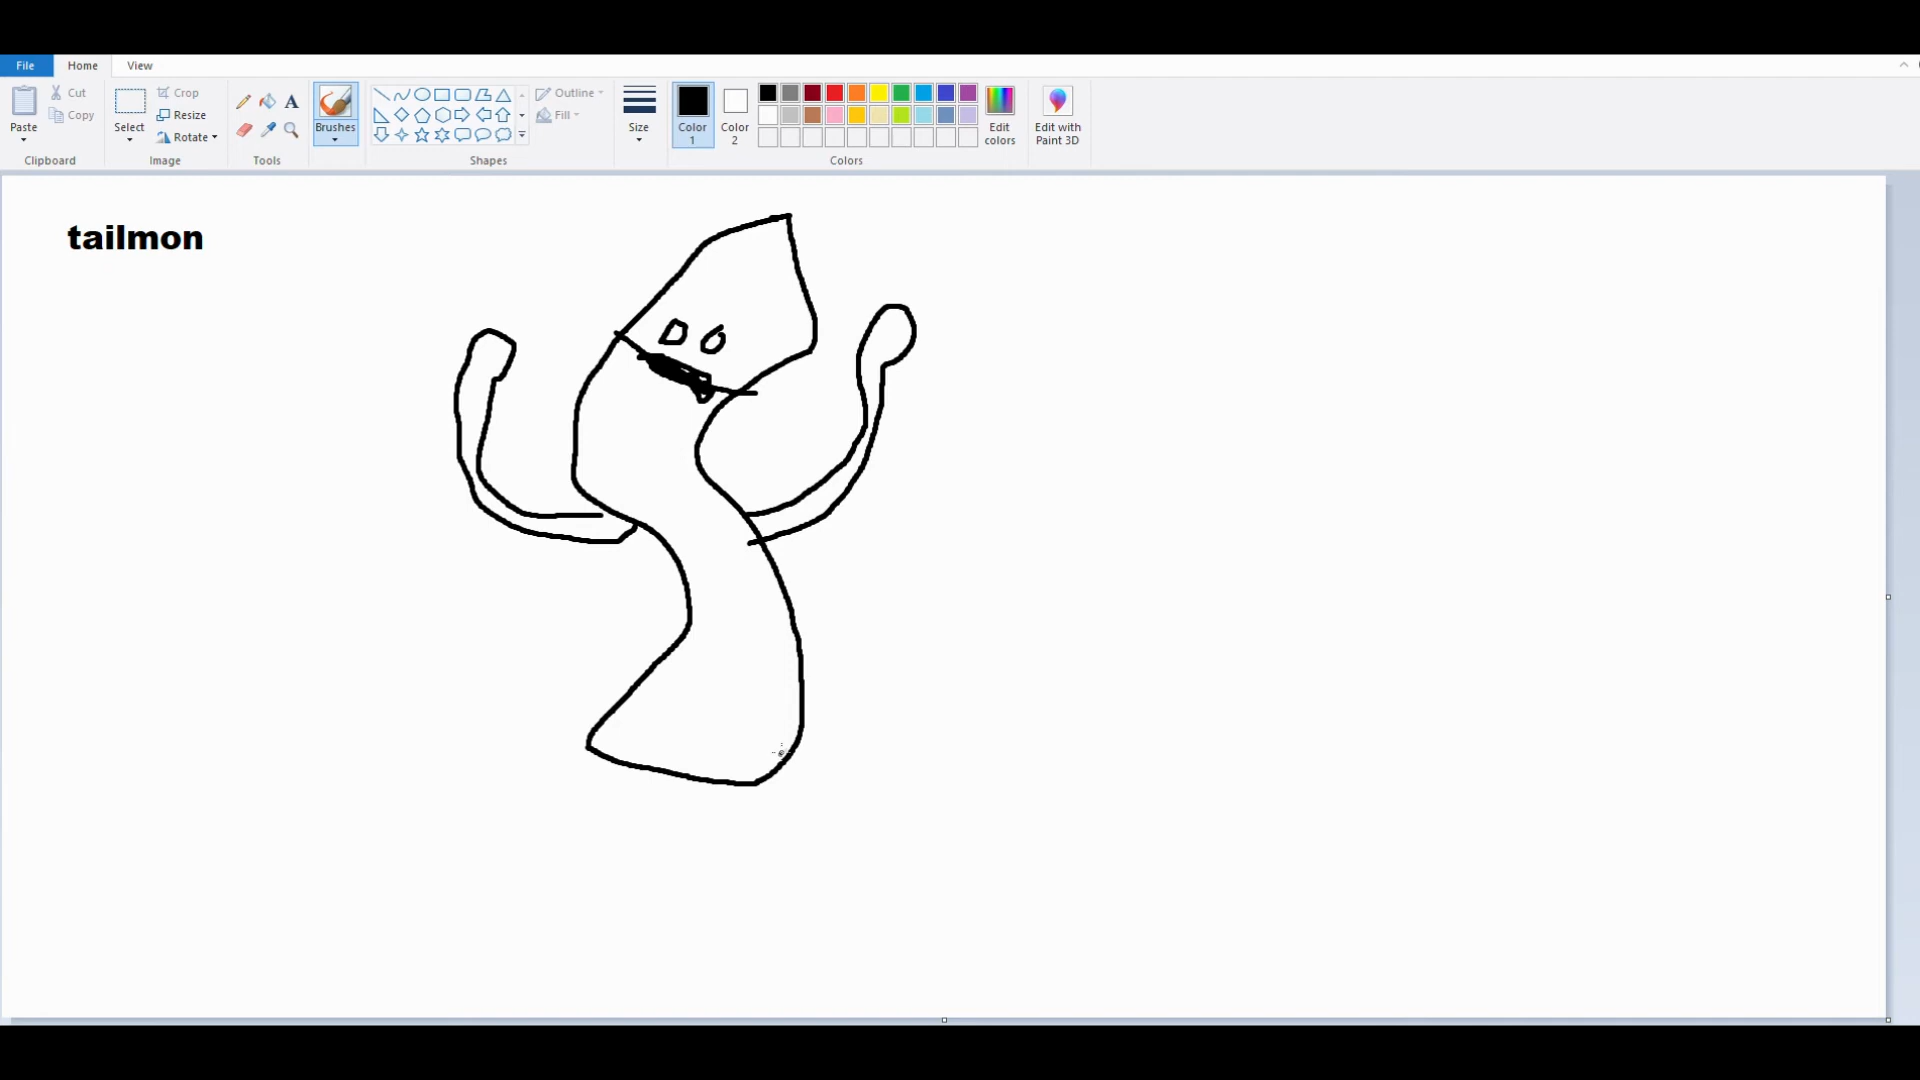 File Home View
Cut Crop Outline
Copy Resize Fill
Paste Select Rotate Brushes Size Color 1 Color 2 Edit colors Edit with Paint 3D
Clipboard Image Tools Shapes Colors
A
tailmon